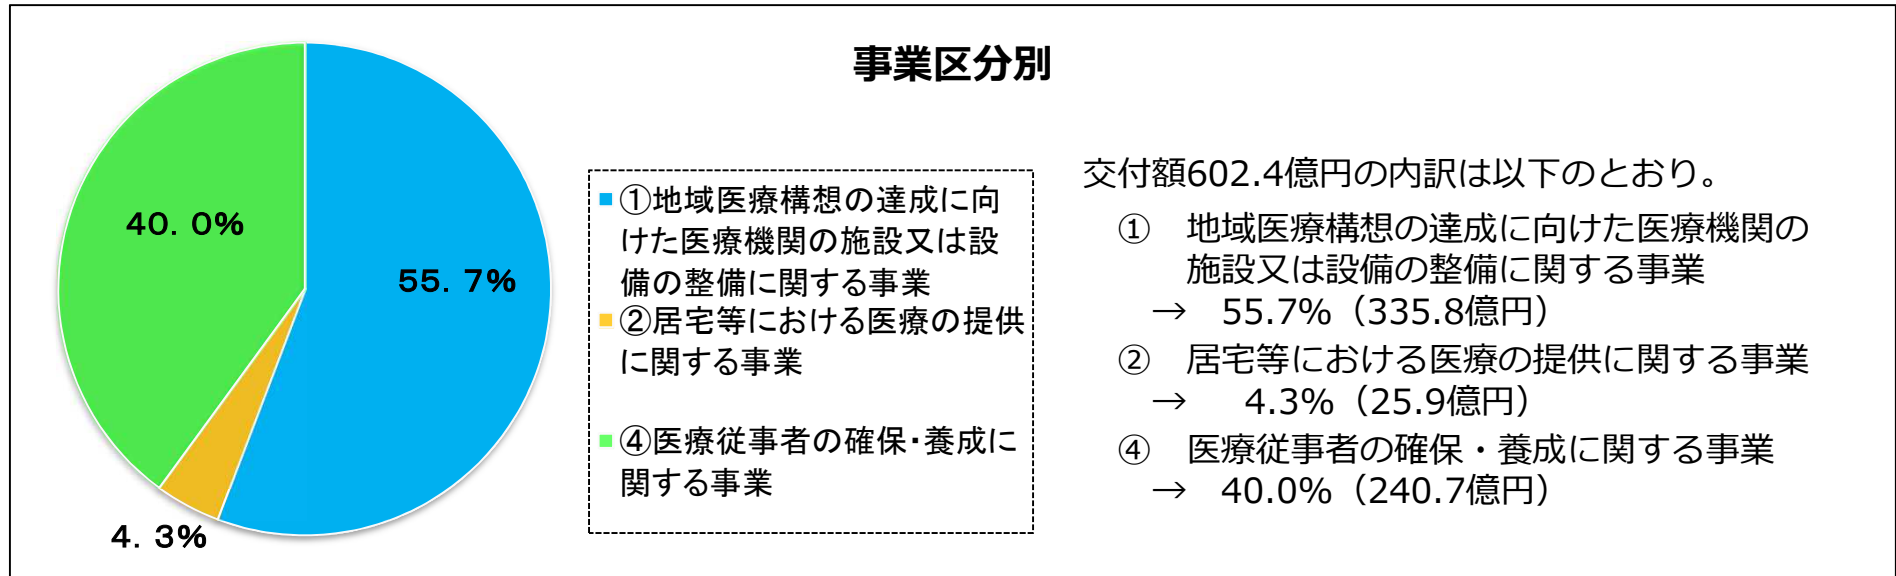 事業区分別
40. 0%
55. 7%
4. 3%
①地域医療構想の達成に向
けた医療機関の施設又は設
備の整備に関する事業
②居宅等における医療の提供
に関する事業
④医療従事者の確保・養成に
関する事業
交付額602.4億円の内訳は以下のとおり。
① 地域医療構想の達成に向けた医療機関の
施設又は設備の整備に関する事業
→ 55.7%（335.8億円）
② 居宅等における医療の提供に関する事業
→ 4.3%（25.9億円）
④ 医療従事者の確保・養成に関する事業
→ 40.0%（240.7億円）